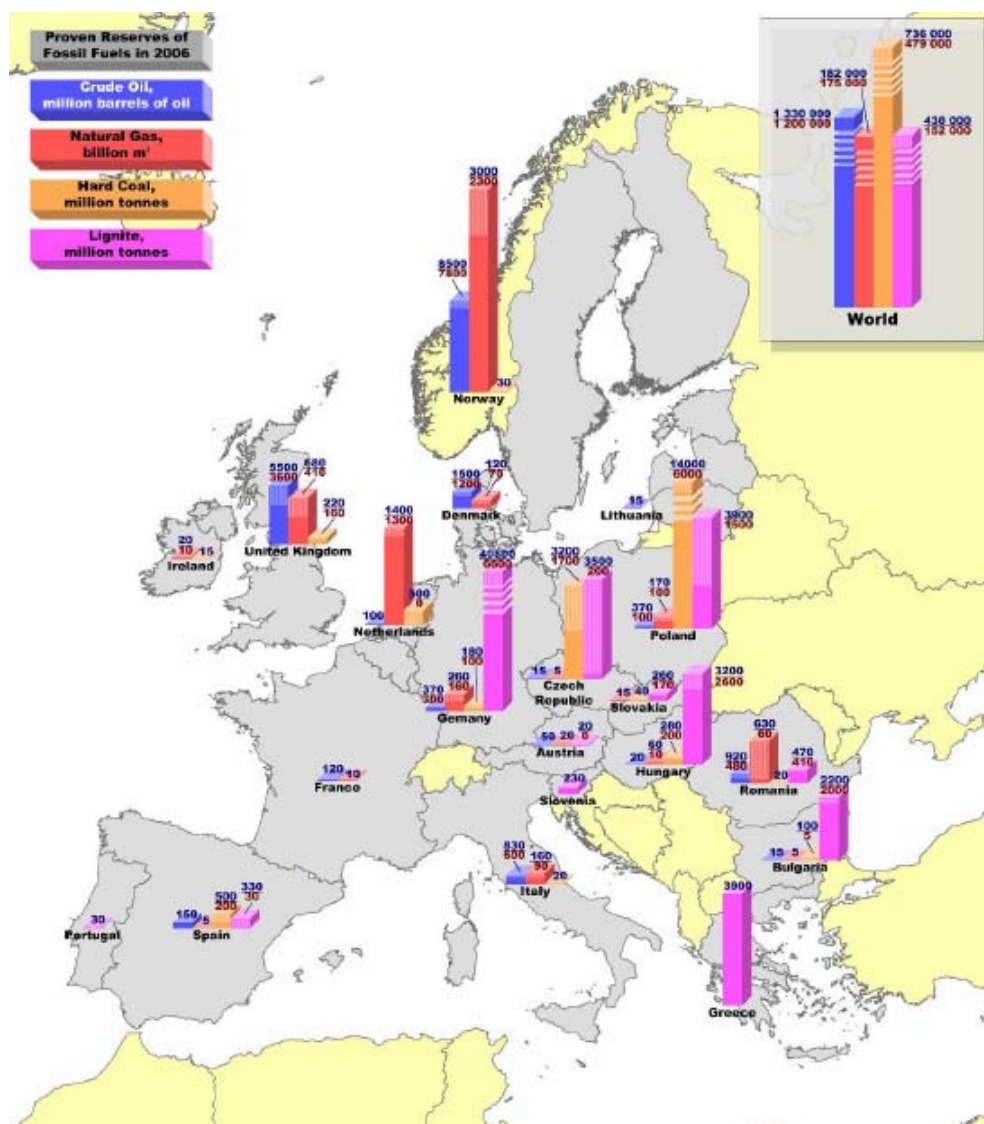 Proven Reserves of
Fossil Fuels in 2006
Crude Oil,
million barrels of oil
Natural Gas,
billion m³
Hard Coal,
million tonnes
Lignite,
million tonnes
736 000
479 000
182 000
175 000
1 330 000
1 200 000
436 000
152 000
World
3000
2300
8500
7800
30
Norway
5500
3600
680
410
220
100
United Kingdom
20
10
15
Ireland
1500
1200
120
70
Denmark
15
Lithuania
1400
1300
100
500
0
Netherlands
14000
6000
3900
1500
170
100
370
100
Poland
40800
6600
180
100
260
160
370
300
Gemany
3200
1700
3500
200
15
5
Czech
Republic
15
40
260
170
Slovakia
3200
2600
280
200
60
10
20
Hungary
50
20
20
0
Austria
630
60
920
480
20
470
410
Romania
120
10
France
230
Slovenia
2200
2000
100
5
15
5
Bulgaria
830
600
160
90
20
Italy
30
Portugal
150
5
500
200
330
30
Spain
3900
Greece